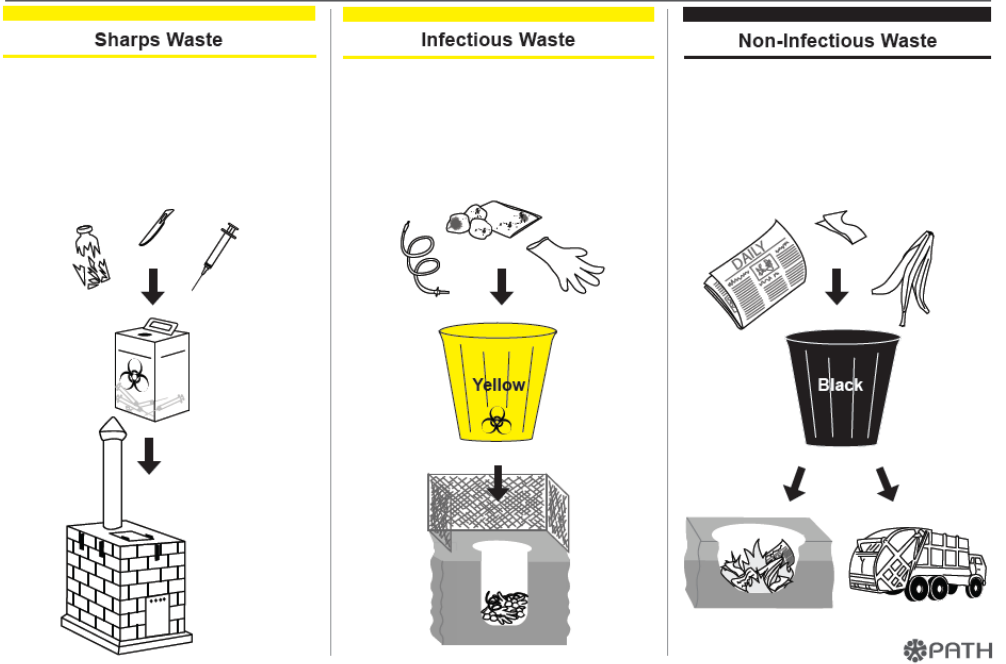 Sharps Waste
Infectious Waste
Non-Infectious Waste
DAILY
Yellow
Black
PATH